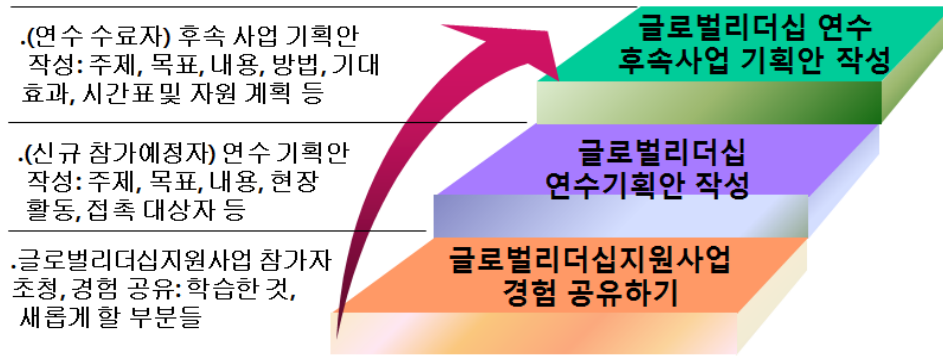 .(연수 수료자) 후속 사업 기획안
작성: 주제, 목표, 내용, 방법, 기대
효과, 시간표 및 자원 계획 등
글로벌리더십 연수
후속사업 기획안 작성
.(신규 참가예정자) 연수 기획안
작성: 주제, 목표, 내용, 현장
활동, 접촉 대상자 등
글로벌리더십
연수기획안 작성
.글로벌리더십지원사업 참가자
초청, 경험 공유: 학습한 것,
새롭게 할 부분들
글로벌리더십지원사업
경험 공유하기